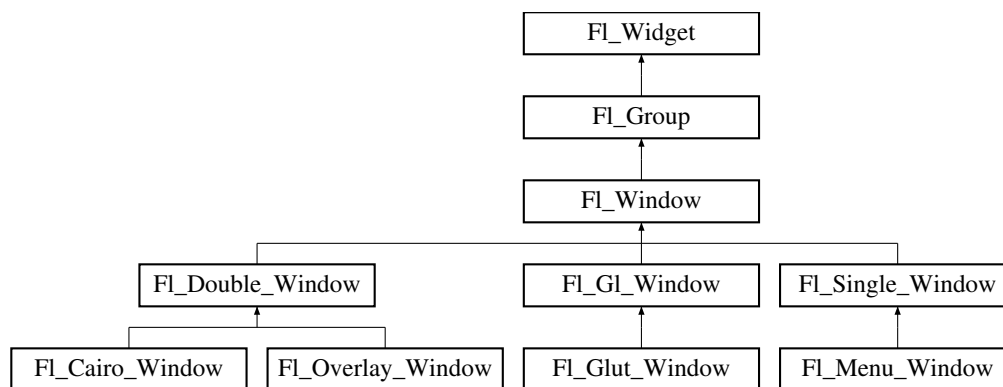 Fl_Widget
Fl_Group
Fl_Window
Fl_Double_Window
Fl_Gl_Window
Fl_Single_Window
Fl_Cairo_Window
Fl_Overlay_Window
Fl_Glut_Window
Fl_Menu_Window